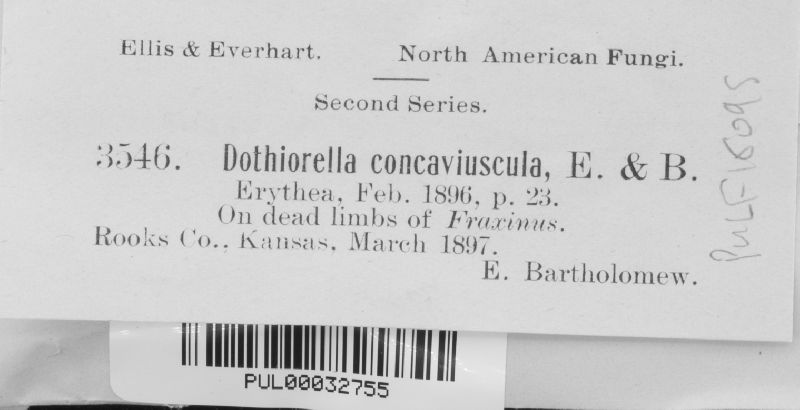 Ellis & Everhart. North American Fungi.
Second Series.
3546. Dothiorella concaviuscula, E. & B.
Erythea, Feb. 1896, p. 23.
On dead limbs of Fraxinus.
Rooks Co., Kansas, March 1897.
E. Bartholomew.
PULF18095
PUL00032755